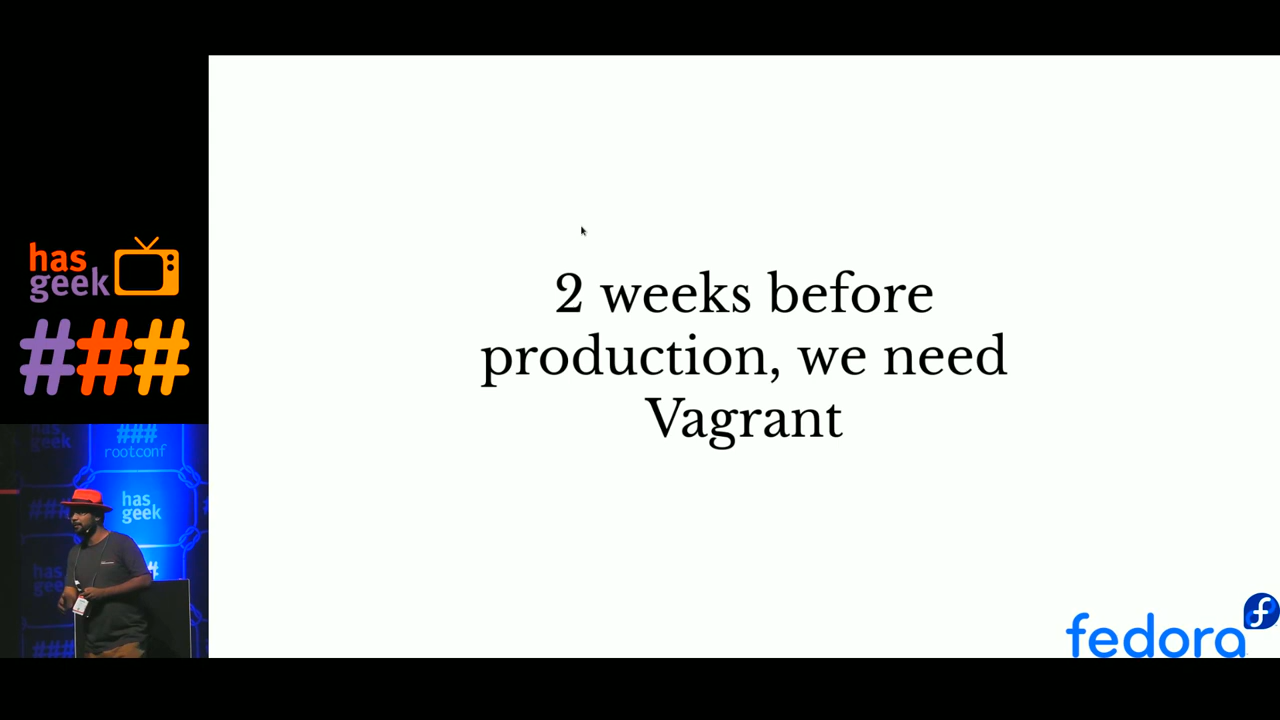 has
geek
###
2 weeks before
production, we need
Vagrant
fedora
###
rootconf
has
geek